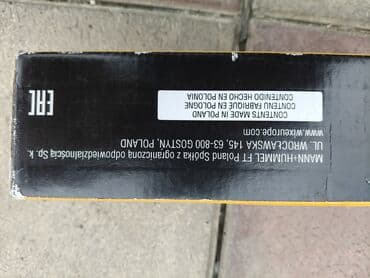 CONTENTS MADE IN POLAND
CONTENU FABRIQUÉ EN POLOGNE
CONTENIDO HECHO EN POLONIA
MANN+HUMMEL FT Poland Spółka z ograniczoną odpowiedzialnością Sp. k.
UL. WROCŁAWSKA 145, 63-800 GOSTYŃ, POLAND
www.wixeurope.com
EAC